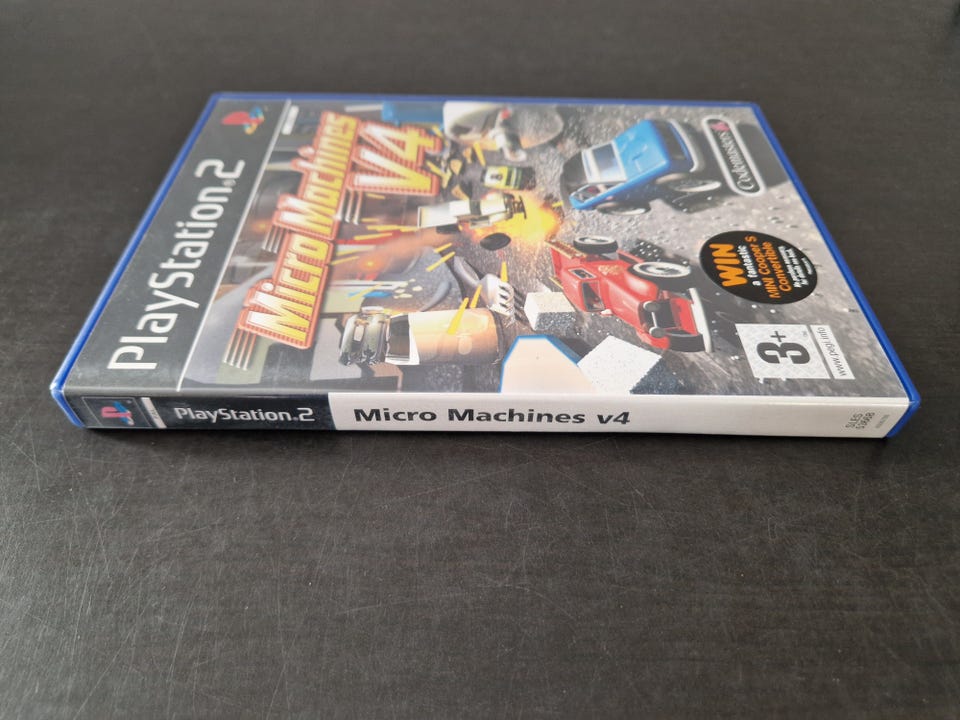 PlayStation.2
Micro Machines
V4
Codemasters
WIN
a fantastic
MINI Cooper S
Convertible
3+
www.pegi.info
PlayStation.2
Micro Machines v4
SLES